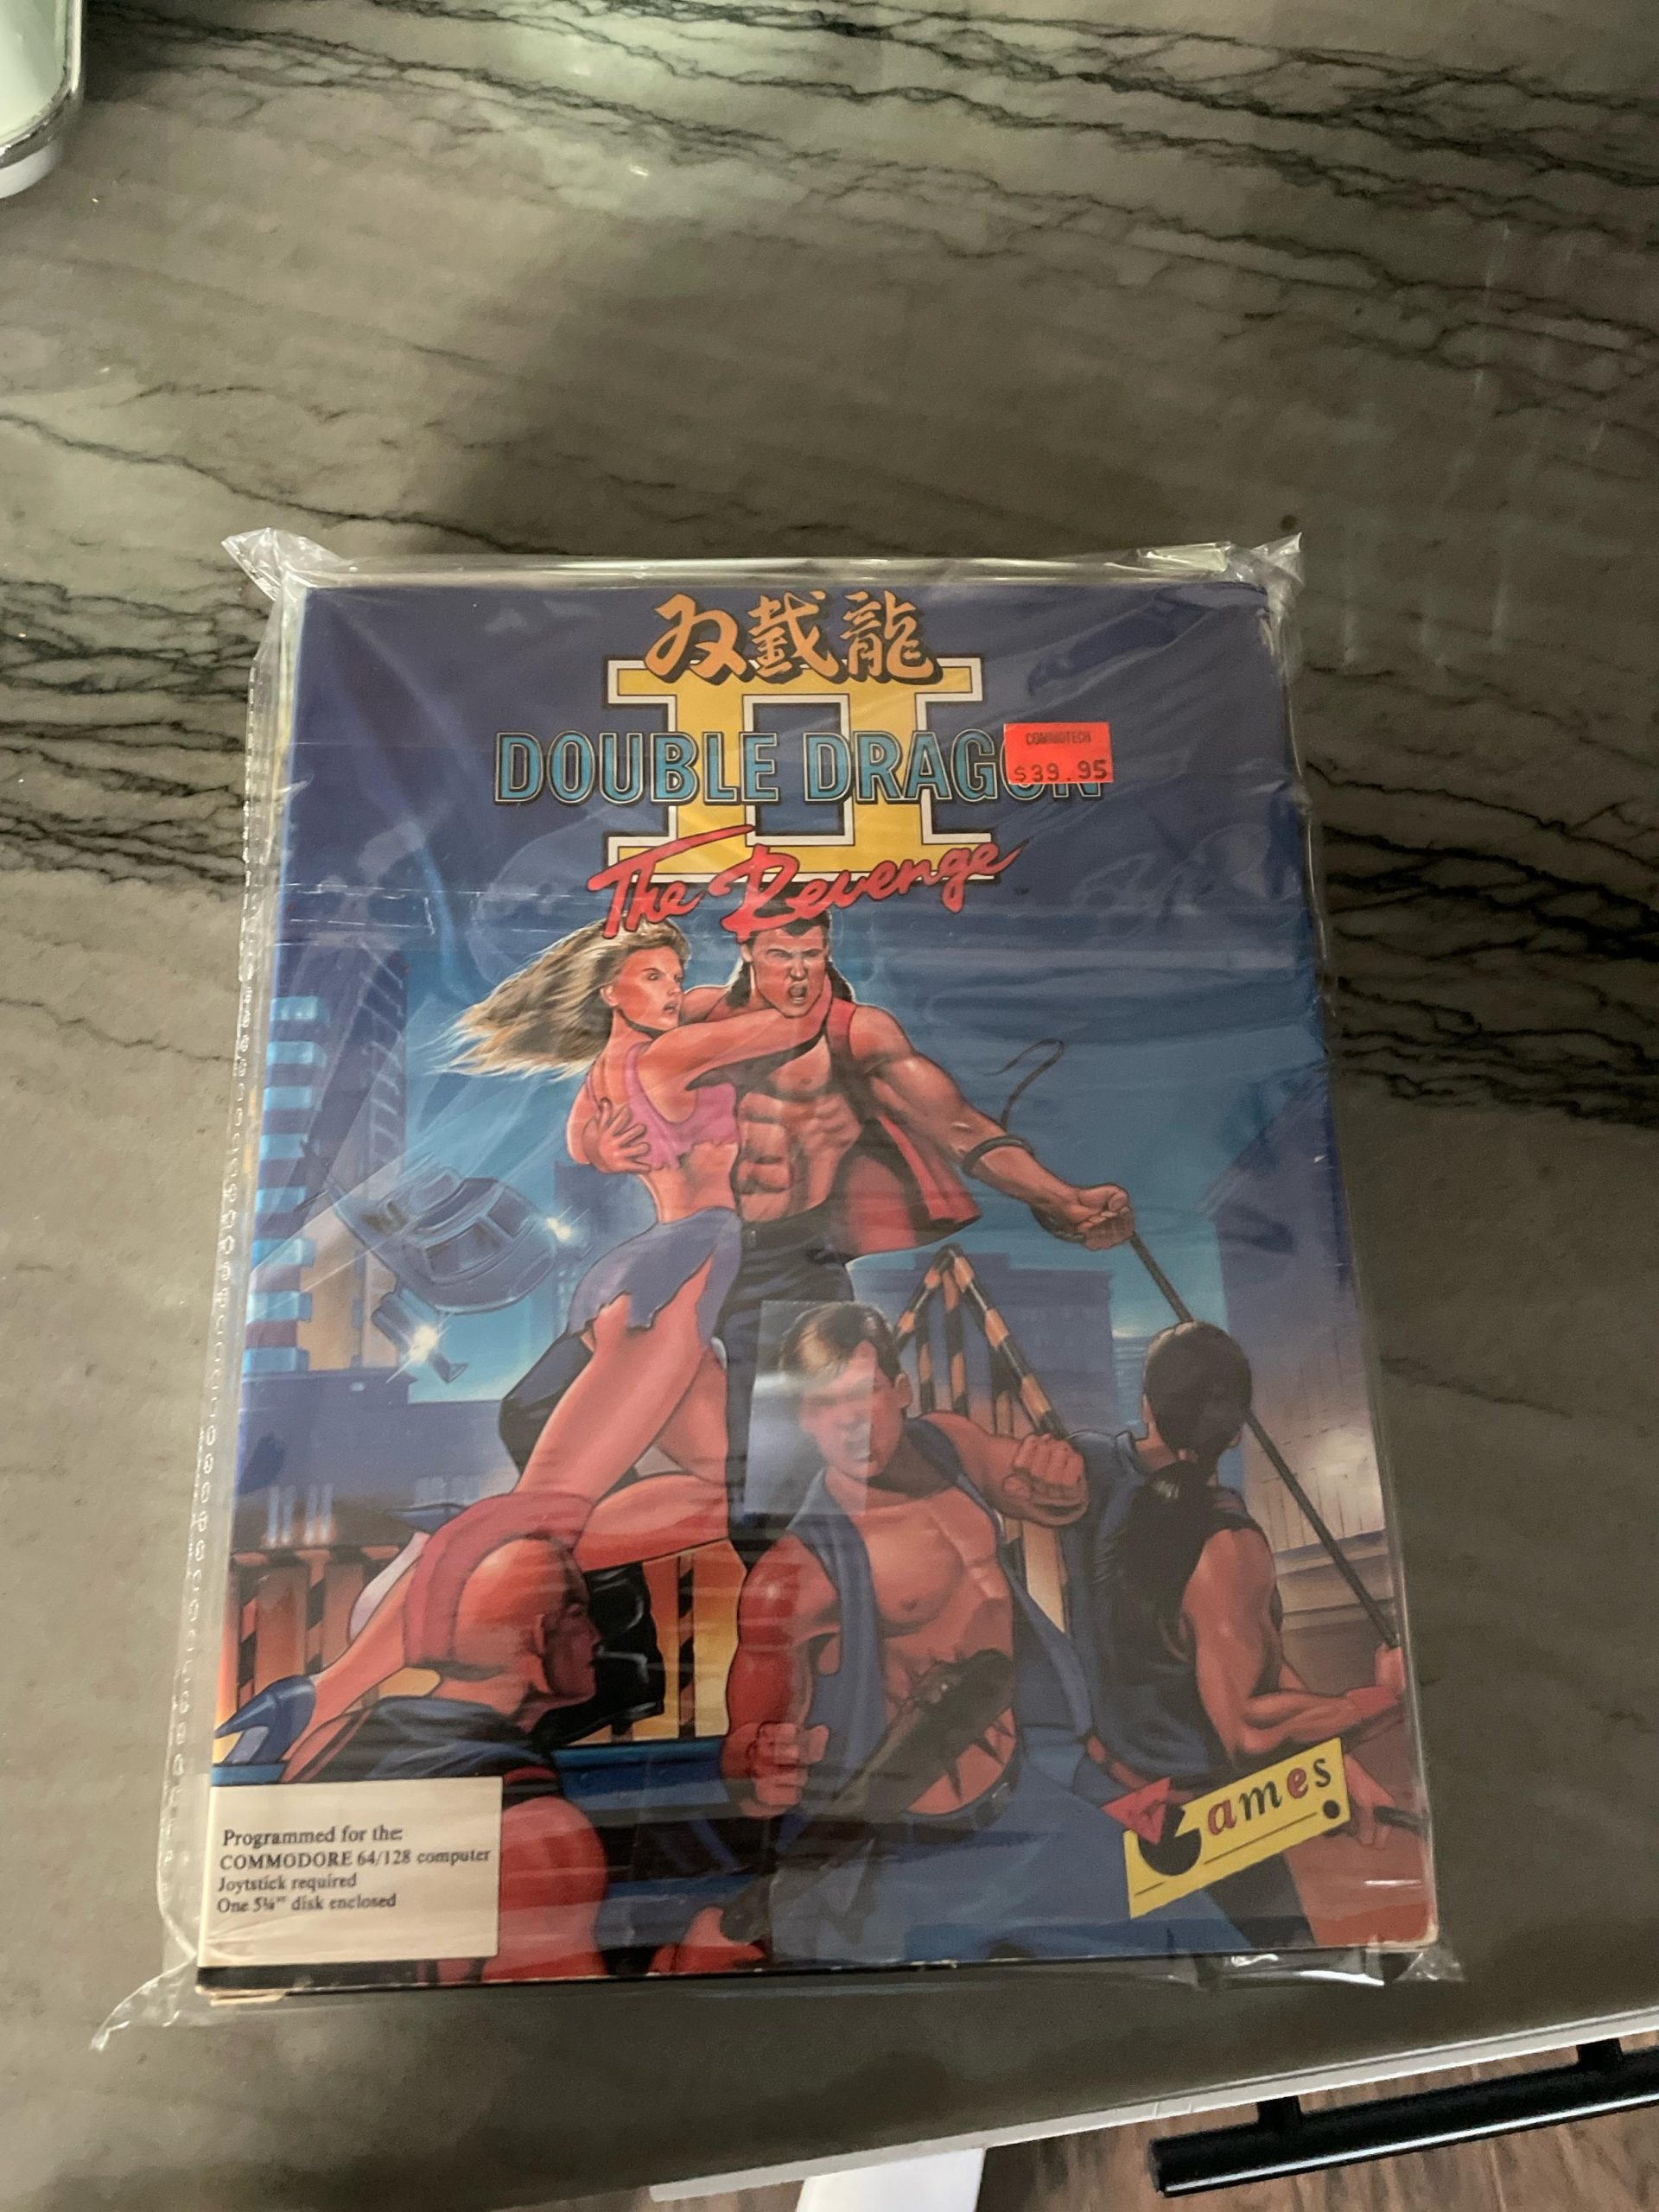 双截龍
II
DOUBLE DRAGON
COMMOTECH
$39.95
The Revenge
Games
Programmed for the:
COMMODORE 64/128 computer
Joytstick required
One 5¼" disk enclosed